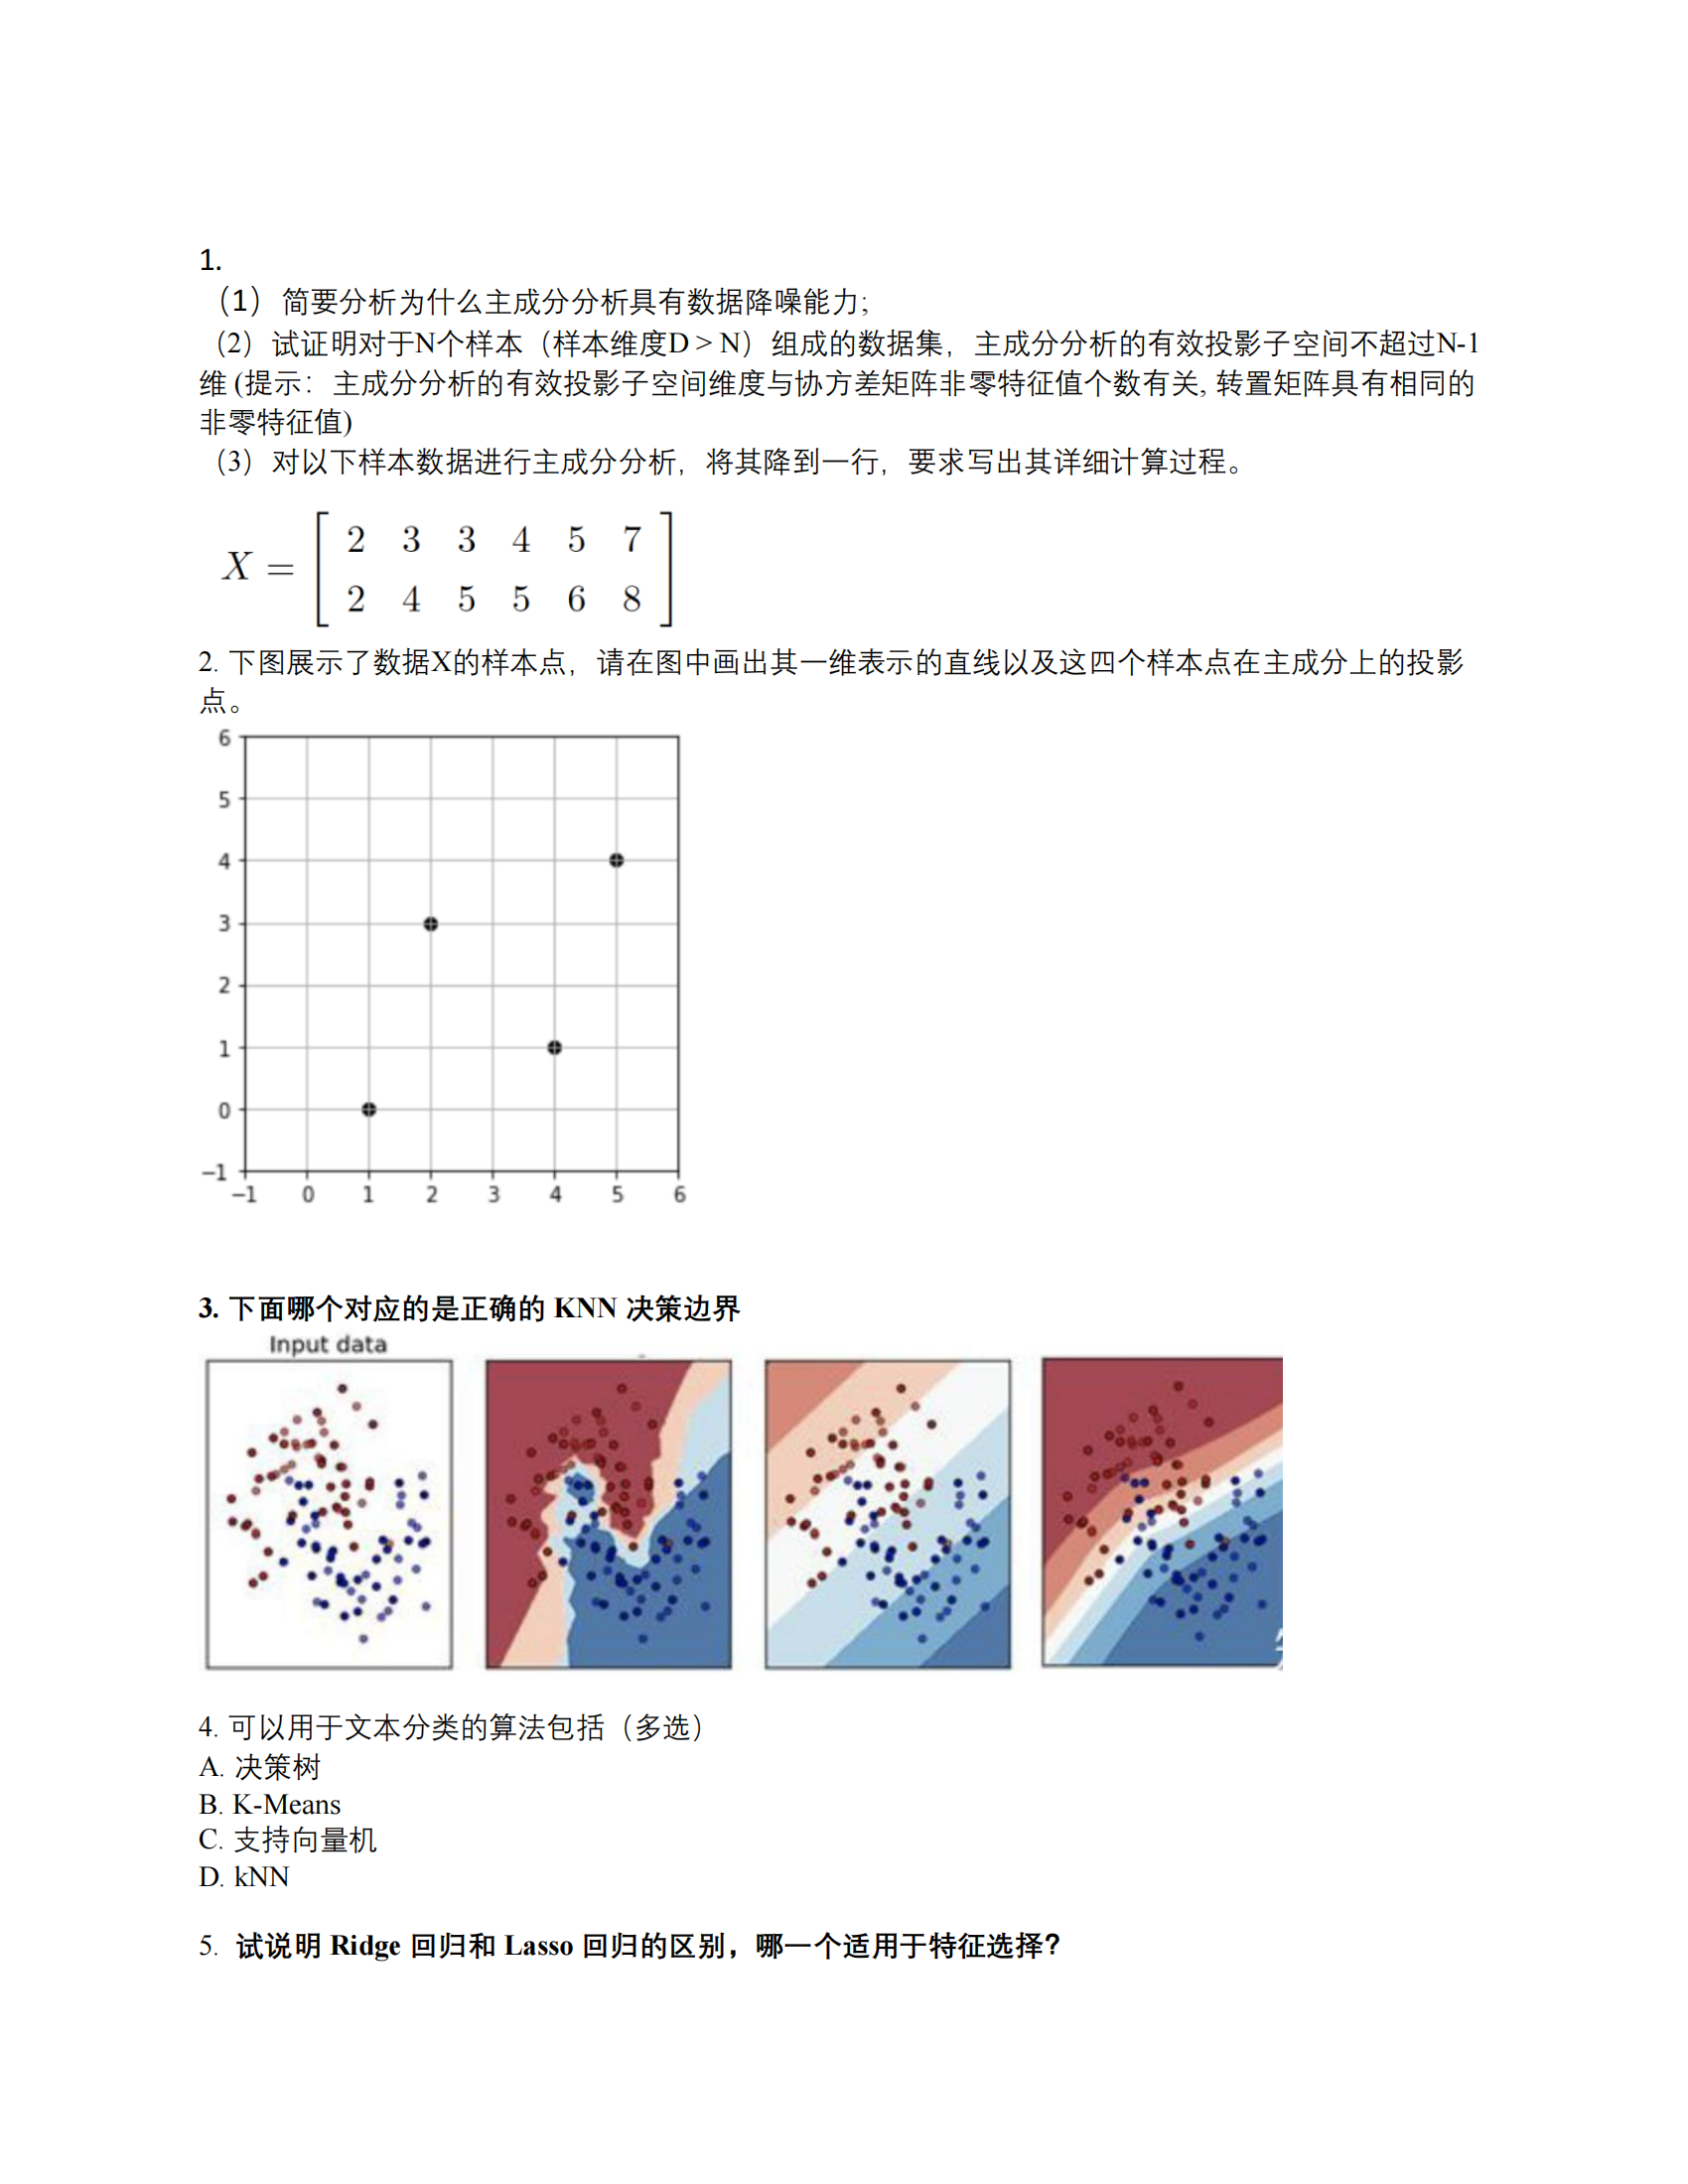 1.
（1）简要分析为什么主成分分析具有数据降噪能力;
（2）试证明对于N个样本（样本维度D > N）组成的数据集，主成分分析的有效投影子空间不超过N-1
维 (提示：主成分分析的有效投影子空间维度与协方差矩阵非零特征值个数有关, 转置矩阵具有相同的
非零特征值)
（3）对以下样本数据进行主成分分析，将其降到一行，要求写出其详细计算过程。
X = [ 2 3 3 4 5 7
2 4 5 5 6 8 ]
2. 下图展示了数据X的样本点，请在图中画出其一维表示的直线以及这四个样本点在主成分上的投影
点。
6
5
4
3
2
1
0
−1
−1 0 1 2 3 4 5 6
3. 下面哪个对应的是正确的 KNN 决策边界
Input data
4. 可以用于文本分类的算法包括（多选）
A. 决策树
B. K-Means
C. 支持向量机
D. kNN
5. 试说明 Ridge 回归和 Lasso 回归的区别，哪一个适用于特征选择？